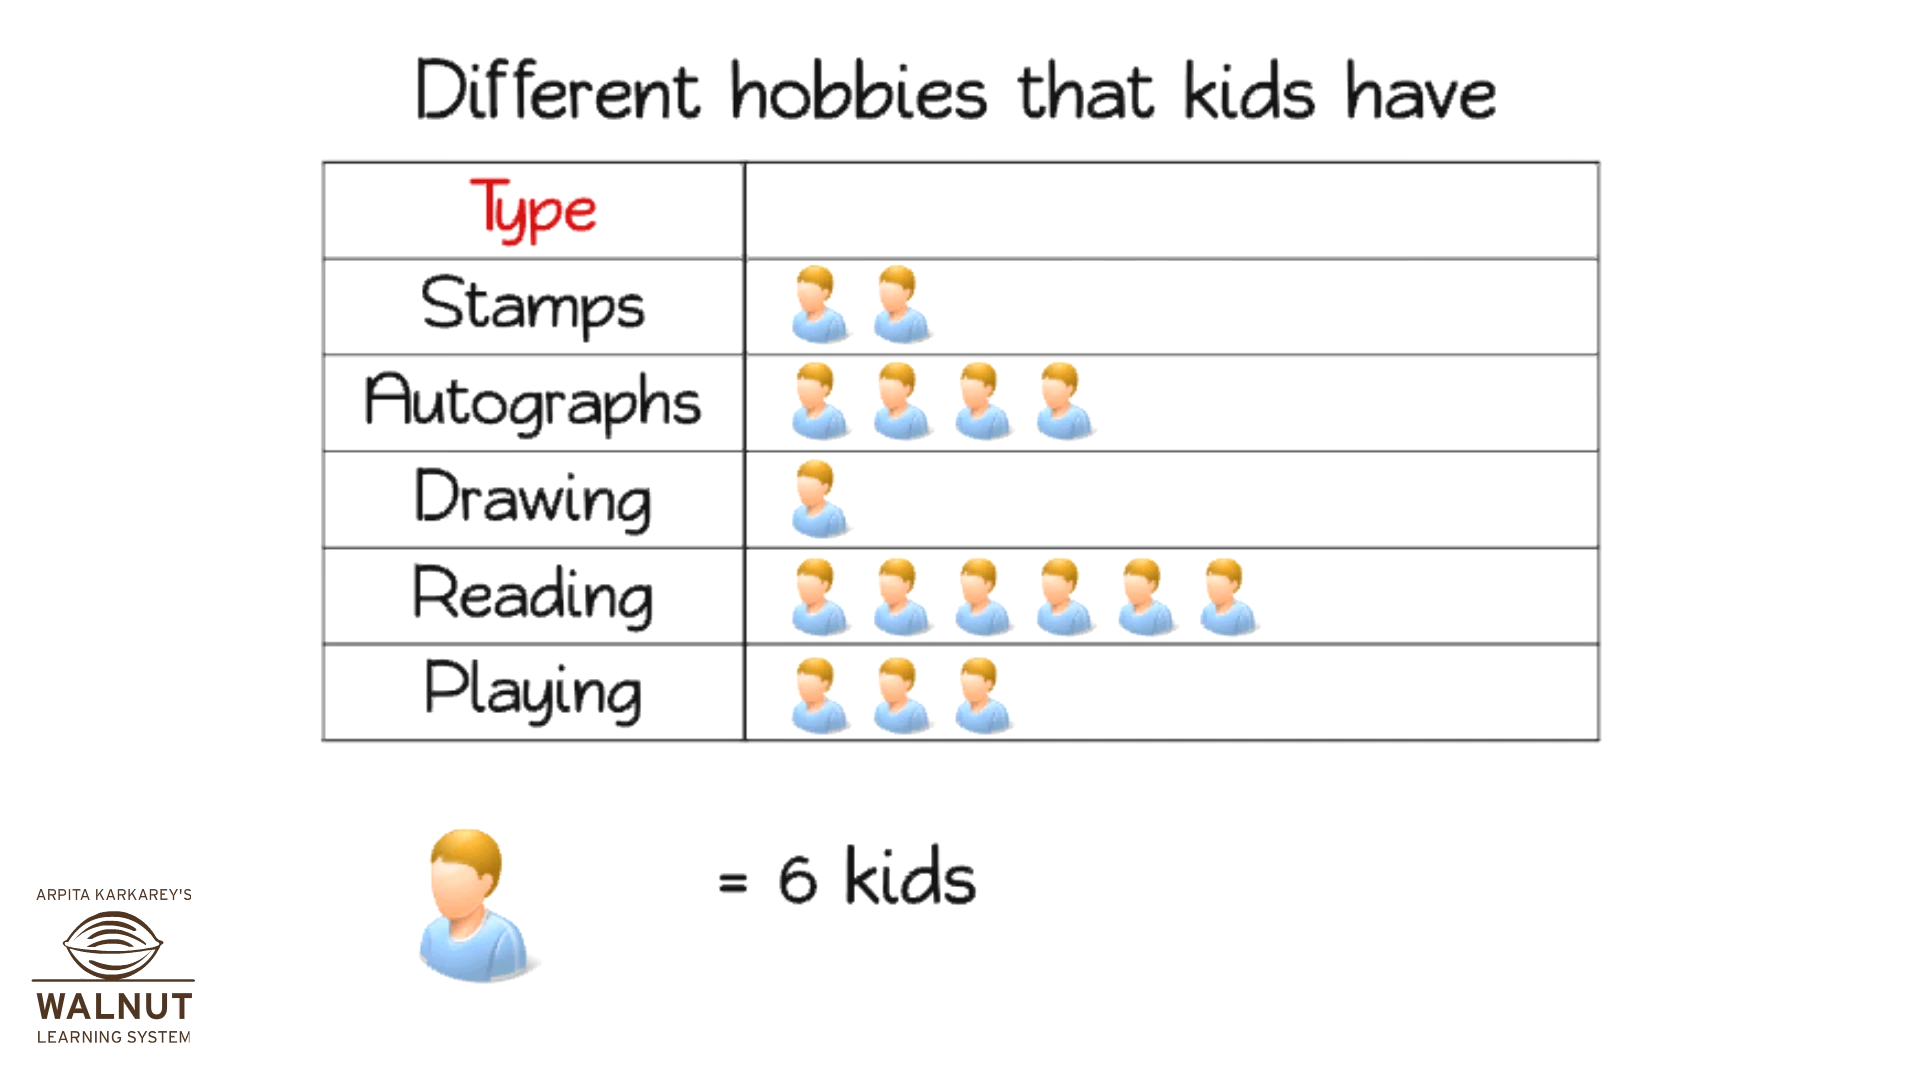 Different hobbies that kids have
Type
Stamps
Autographs
Drawing
Reading
Playing
= 6 kids
ARPITA KARKAREY'S
WALNUT
LEARNING SYSTEM